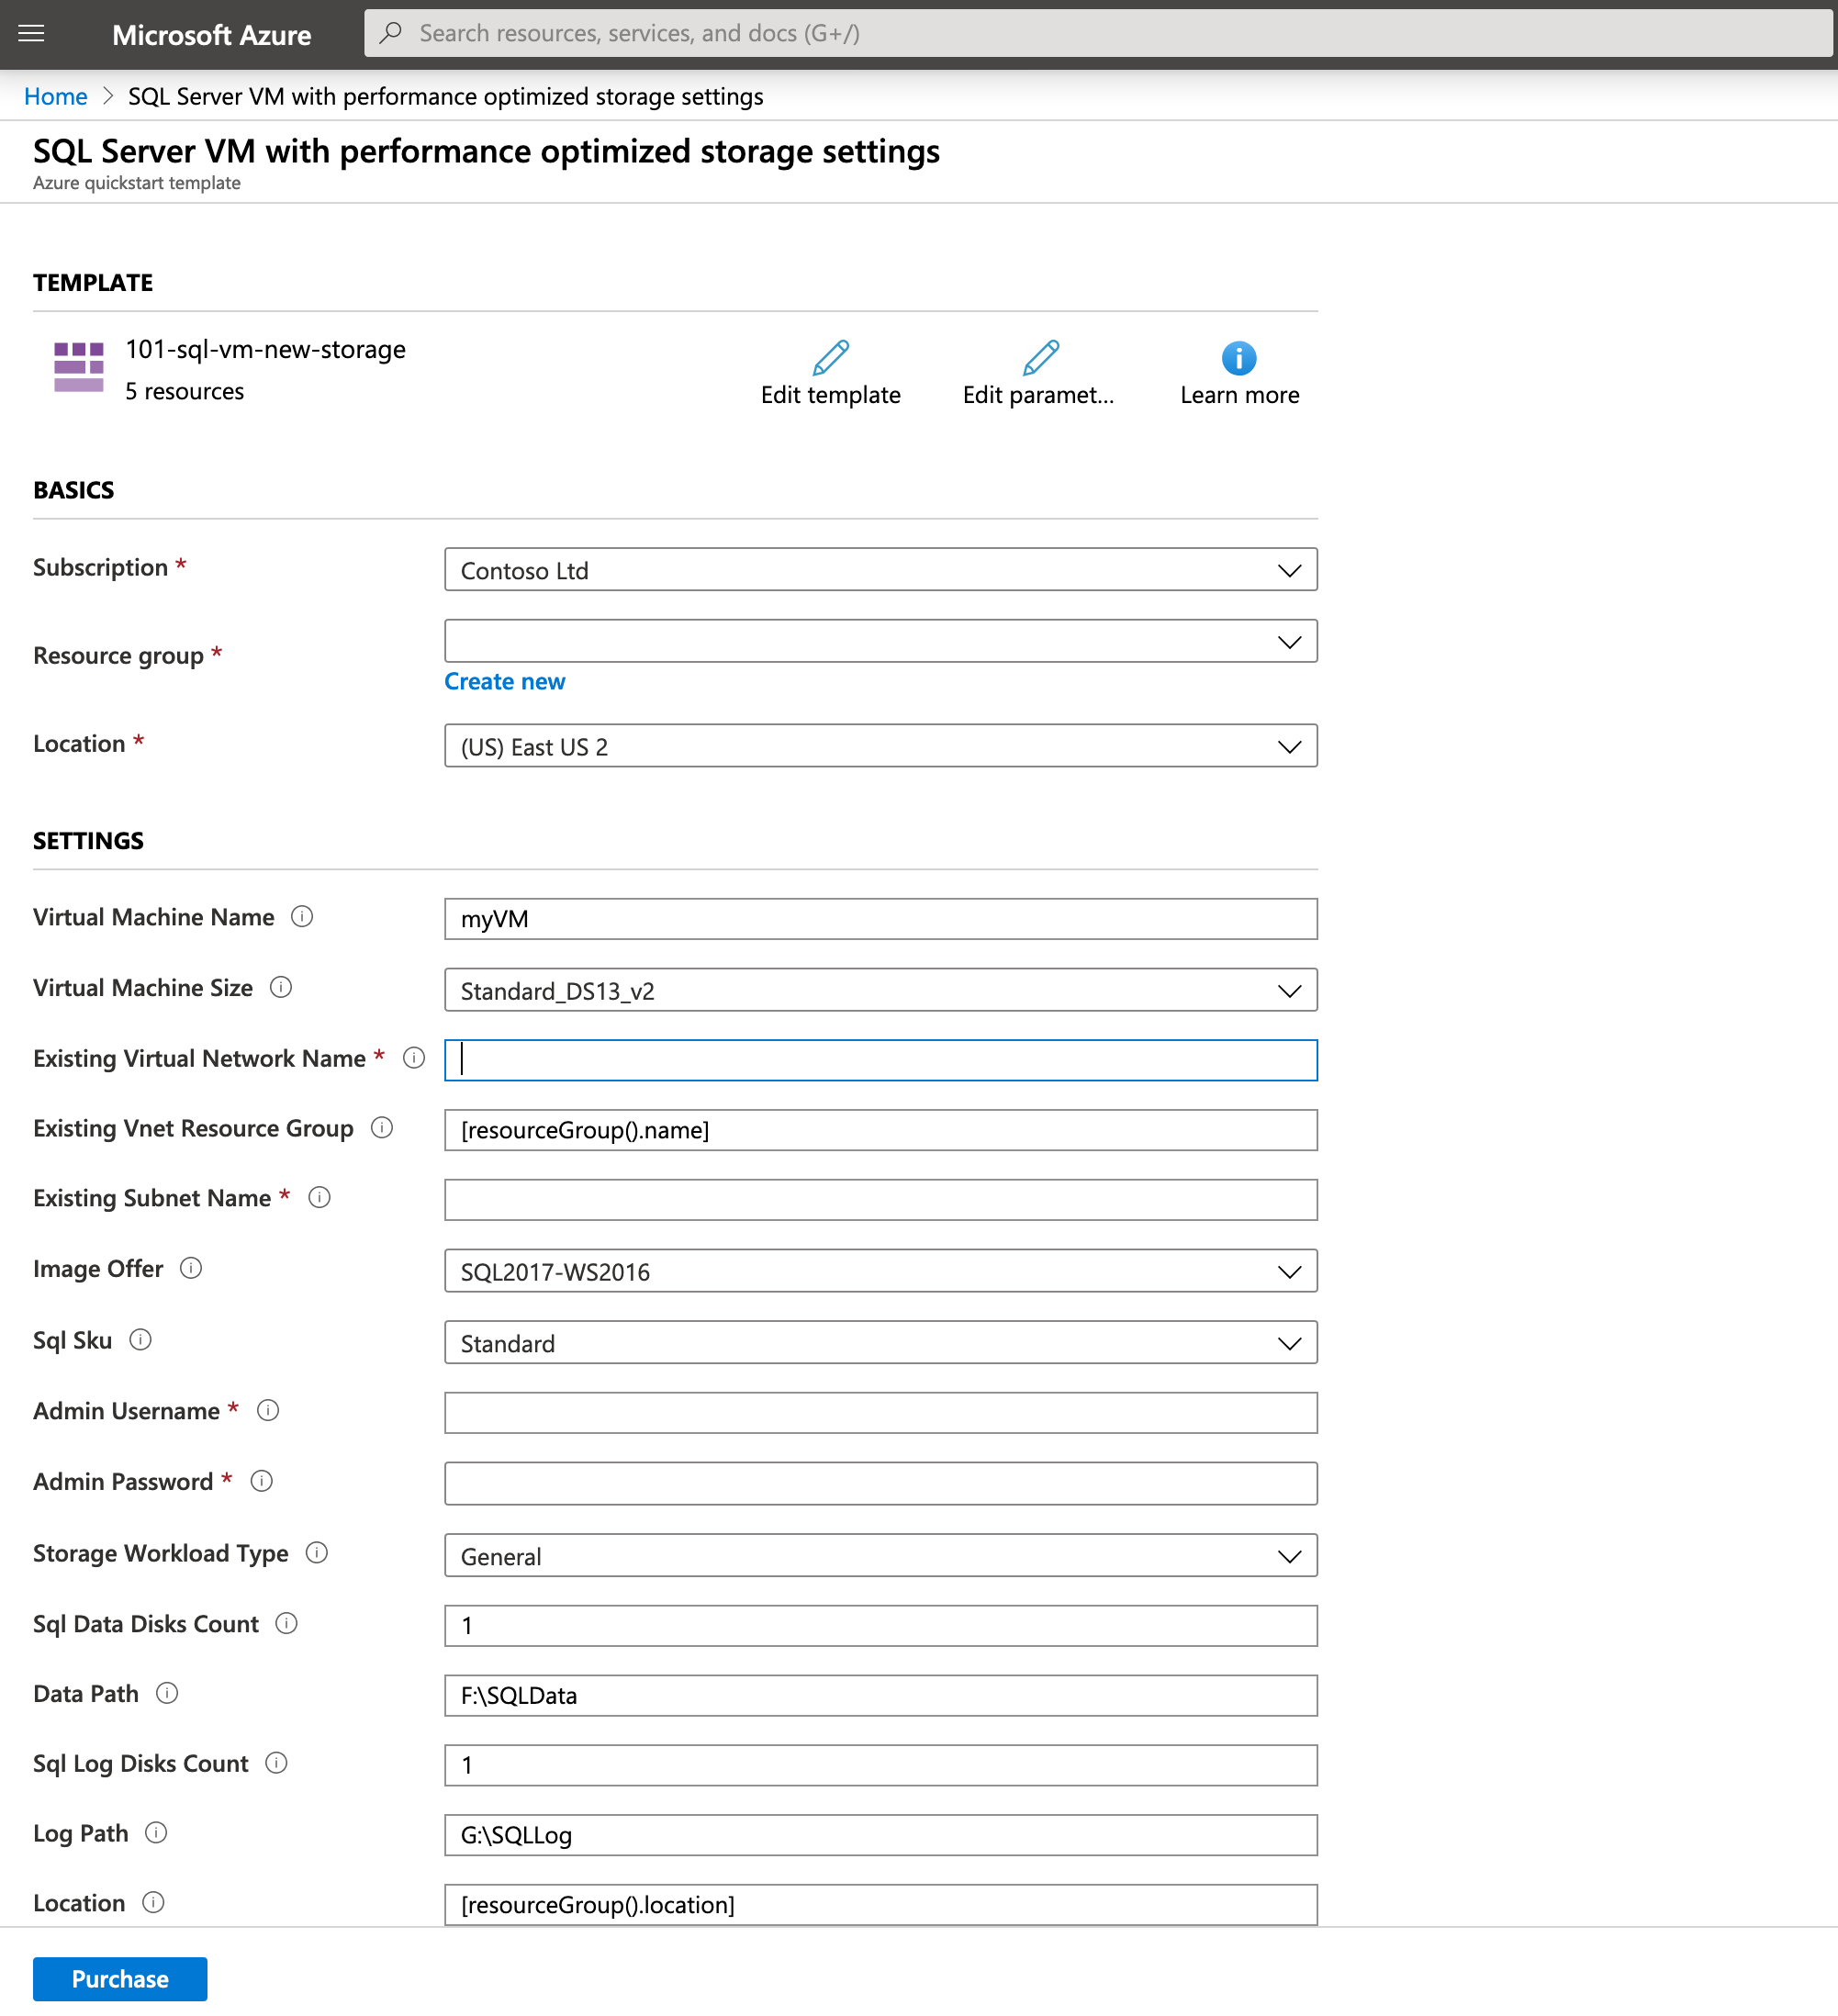 Microsoft Azure
Search resources, services, and docs (G+/)
Home > SQL Server VM with performance optimized storage settings
SQL Server VM with performance optimized storage settings
Azure quickstart template
TEMPLATE
101-sql-vm-new-storage
5 resources
Edit template
Edit paramet...
Learn more
BASICS
Subscription *
Contoso Ltd
Resource group *
Create new
Location *
(US) East US 2
SETTINGS
Virtual Machine Name
myVM
Virtual Machine Size
Standard_DS13_v2
Existing Virtual Network Name *
Existing Vnet Resource Group
[resourceGroup().name]
Existing Subnet Name *
Image Offer
SQL2017-WS2016
Sql Sku
Standard
Admin Username *
Admin Password *
Storage Workload Type
General
Sql Data Disks Count
1
Data Path
F:\SQLData
Sql Log Disks Count
1
Log Path
G:\SQLLog
Location
[resourceGroup().location]
Purchase